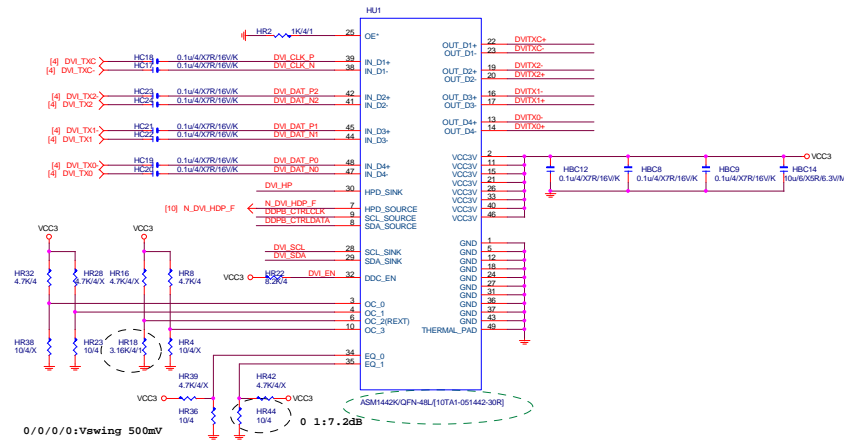 HU1
HR2 1K/4/1
25 OE*
OUT_D1+ 22 DVITXC+
OUT_D1- 23 DVITXC-
[4] DVI_TXC HC18 0.1u/4/X7R/16V/K DVI_CLK_P 39 IN_D1+
[4] DVI_TXC- HC17 0.1u/4/X7R/16V/K DVI_CLK_N 38 IN_D1-
OUT_D2+ 19 DVITX2-
OUT_D2- 20 DVITX2+
[4] DVI_TX2- HC23 0.1u/4/X7R/16V/K DVI_DAT_P2 42 IN_D2+
[4] DVI_TX2 HC24 0.1u/4/X7R/16V/K DVI_DAT_N2 41 IN_D2-
OUT_D3+ 16 DVITX1-
OUT_D3- 17 DVITX1+
[4] DVI_TX1- HC21 0.1u/4/X7R/16V/K DVI_DAT_P1 45 IN_D3+
[4] DVI_TX1 HC22 0.1u/4/X7R/16V/K DVI_DAT_N1 44 IN_D3-
OUT_D4+ 13 DVITX0-
OUT_D4- 14 DVITX0+
[4] DVI_TX0- HC19 0.1u/4/X7R/16V/K DVI_DAT_P0 48 IN_D4+
[4] DVI_TX0 HC20 0.1u/4/X7R/16V/K DVI_DAT_N0 47 IN_D4-
VCC3V 2 VCC3
VCC3V 11
VCC3V 15
VCC3V 21
VCC3V 26
VCC3V 33
VCC3V 40
VCC3V 46
HBC12 0.1u/4/X7R/16V/K
HBC8 0.1u/4/X7R/16V/K
HBC9 0.1u/4/X7R/16V/K
HBC14 10u/6/X5R/6.3V/M
DVI_HP 30 HPD_SINK
[10] N_DVI_HDP_F N_DVI_HDP_F 7 HPD_SOURCE
DDPB_CTRLCLK 9 SCL_SOURCE
DDPB_CTRLDATA 8 SDA_SOURCE
DVI_SCL 28 SCL_SINK
DVI_SDA 29 SDA_SINK
VCC3 HR22 8.2K/4 DVI_EN 32 DDC_EN
GND 1
GND 5
GND 12
GND 18
GND 24
GND 27
GND 31
GND 36
GND 37
GND 43
THERMAL_PAD 49
VCC3 VCC3
HR32 4.7K/4
HR28 4.7K/4/X
HR16 4.7K/4/X
HR8 4.7K/4
3 OC_0
4 OC_1
6 OC_2(REXT)
10 OC_3
HR38 10/4/X
HR23 10/4
HR18 3.16K/4/1
HR4 10/4/X
34 EQ_0
35 EQ_1
HR39 4.7K/4/X
VCC3
HR42 4.7K/4/X
VCC3
HR36 10/4
HR44 10/4
ASM1442K/QFN-48L/[10TA1-051442-30R]
0/0/0/0:Vswing 500mV
0 1:7.2dB